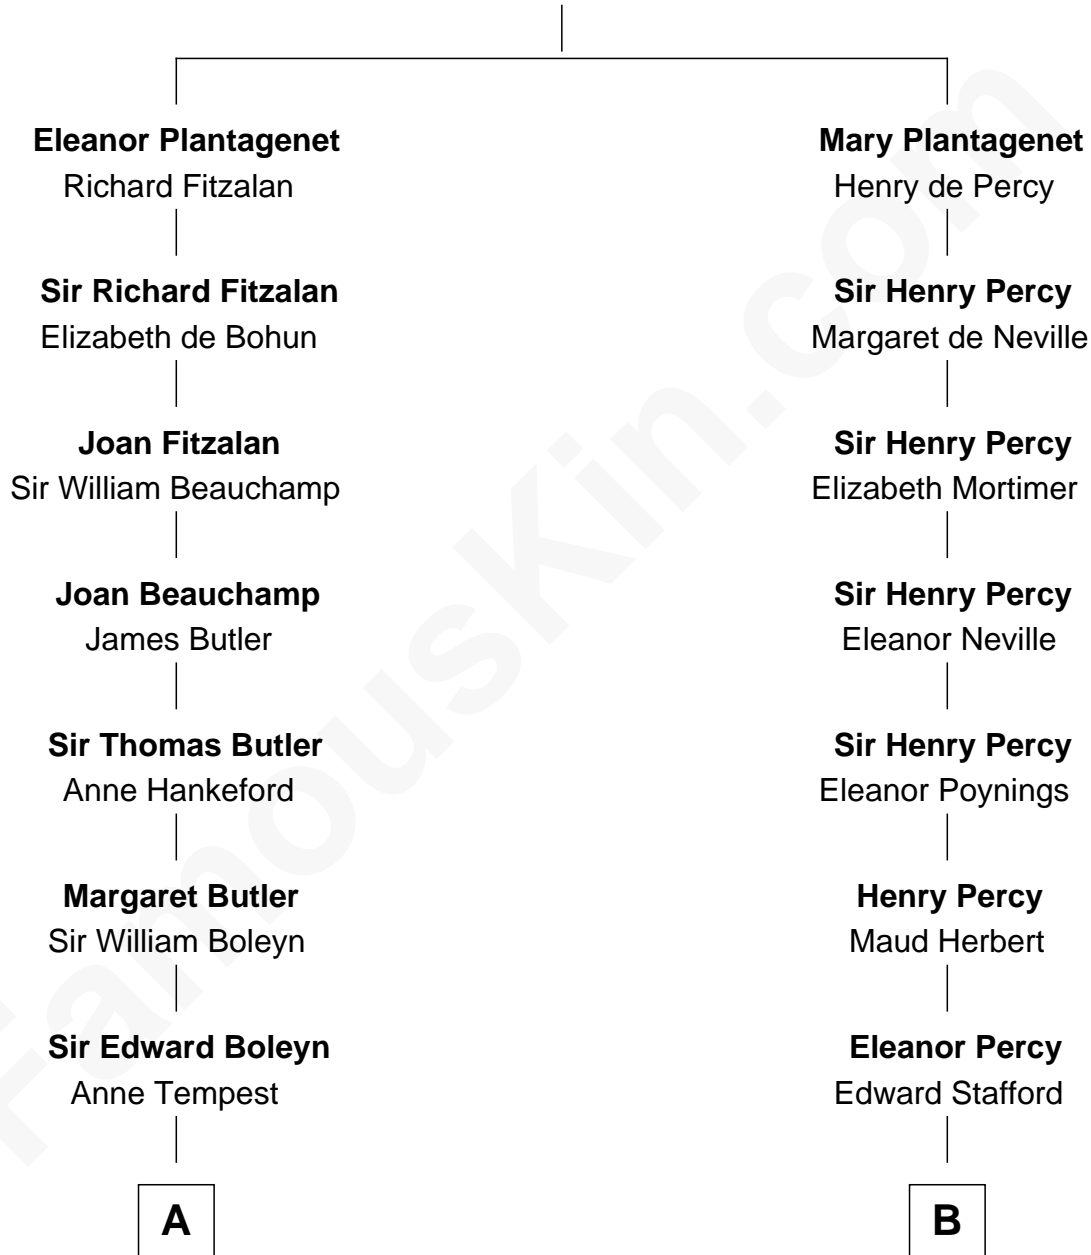 Eleanor Plantagenet
Richard Fitzalan
Sir Richard Fitzalan
Elizabeth de Bohun
Joan Fitzalan
Sir William Beauchamp
Joan Beauchamp
James Butler
Sir Thomas Butler
Anne Hankeford
Margaret Butler
Sir William Boleyn
Sir Edward Boleyn
Anne Tempest
A
Mary Plantagenet
Henry de Percy
Sir Henry Percy
Margaret de Neville
Sir Henry Percy
Elizabeth Mortimer
Sir Henry Percy
Eleanor Neville
Sir Henry Percy
Eleanor Poynings
Henry Percy
Maud Herbert
Eleanor Percy
Edward Stafford
B
FamousKin.com